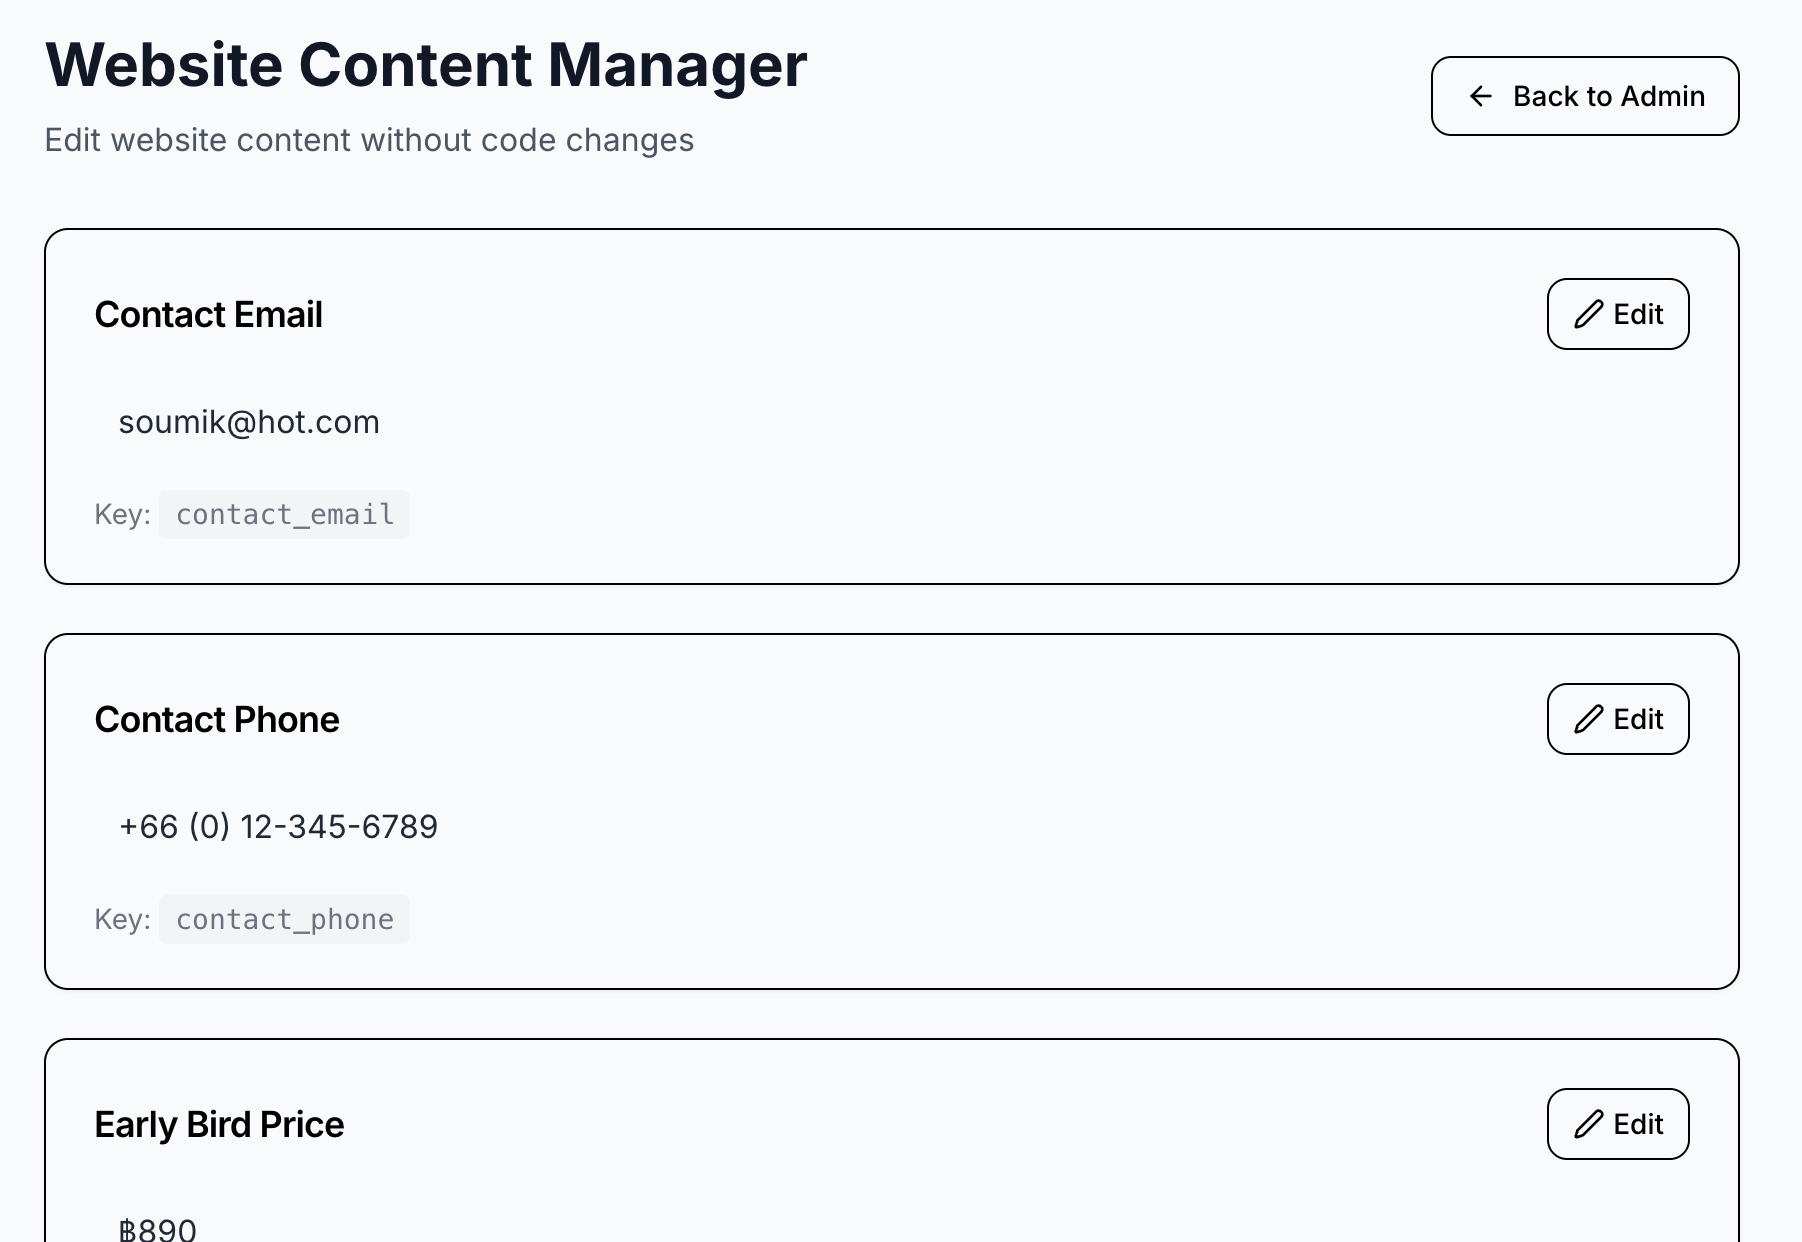 Website Content Manager
Edit website content without code changes
Back to Admin
Contact Email
Edit
soumik@hot.com
Key: contact_email
Contact Phone
Edit
+66 (0) 12-345-6789
Key: contact_phone
Early Bird Price
Edit
฿890